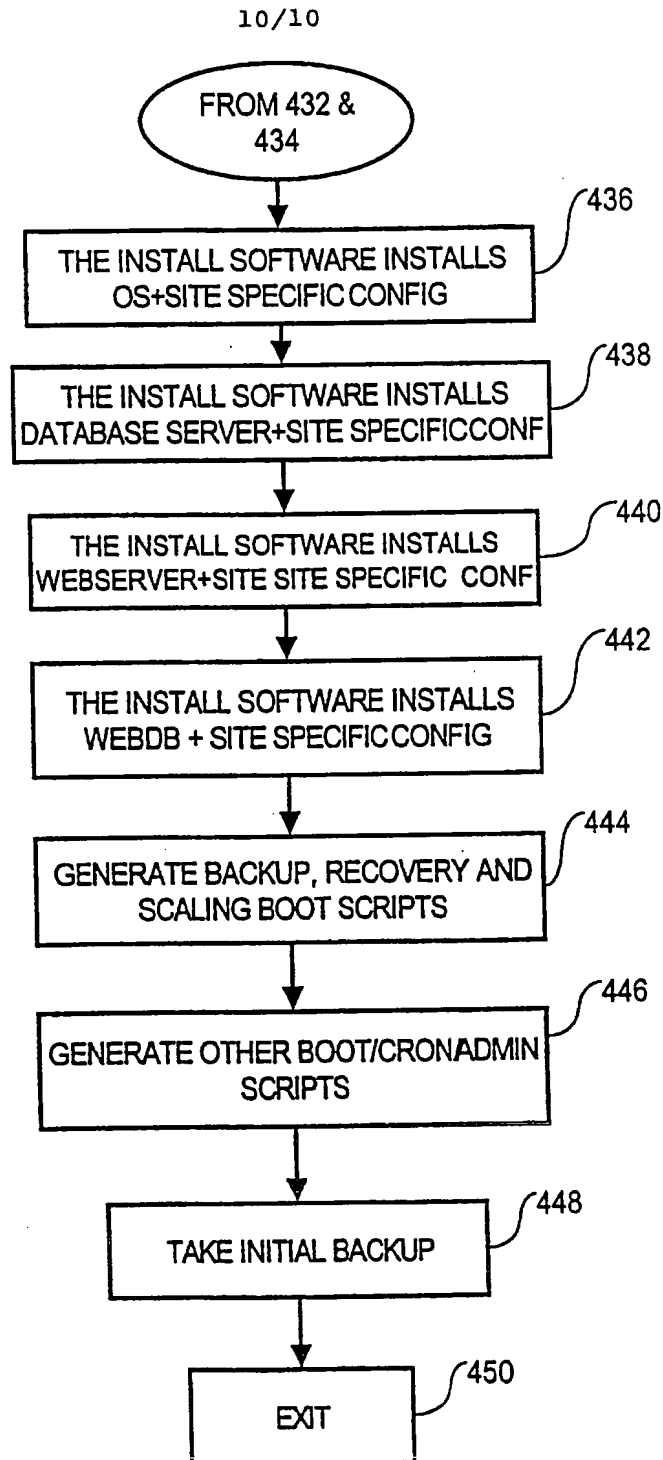 10/10
FROM 432 &
434
436
THE INSTALL SOFTWARE INSTALLS
OS+SITE SPECIFIC CONFIG
438
THE INSTALL SOFTWARE INSTALLS
DATABASE SERVER+SITE SPECIFICCONF
440
THE INSTALL SOFTWARE INSTALLS
WEBSERVER+SITE SITE SPECIFIC CONF
442
THE INSTALL SOFTWARE INSTALLS
WEBDB + SITE SPECIFIC CONFIG
444
GENERATE BACKUP, RECOVERY AND
SCALING BOOT SCRIPTS
446
GENERATE OTHER BOOT/CRONADMIN
SCRIPTS
448
TAKE INITIAL BACKUP
450
EXIT